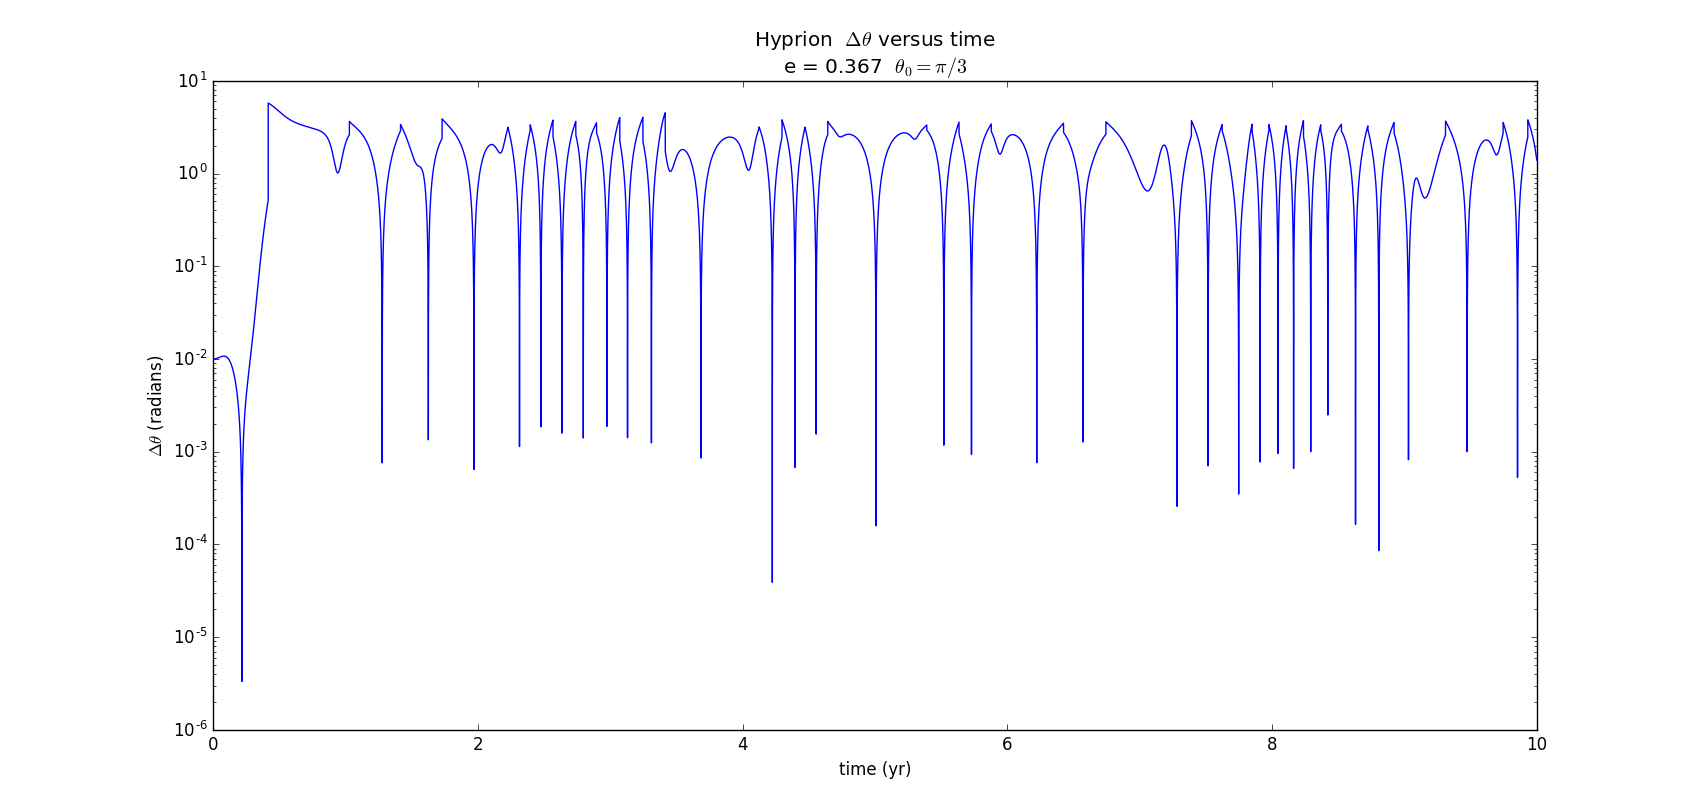 Hyprion Δθ versus time
e = 0.367 θ₀ = π/3
10¹
10⁰
10⁻¹
10⁻²
10⁻³
10⁻⁴
10⁻⁵
10⁻⁶
Δθ (radians)
0 2 4 6 8 10
time (yr)